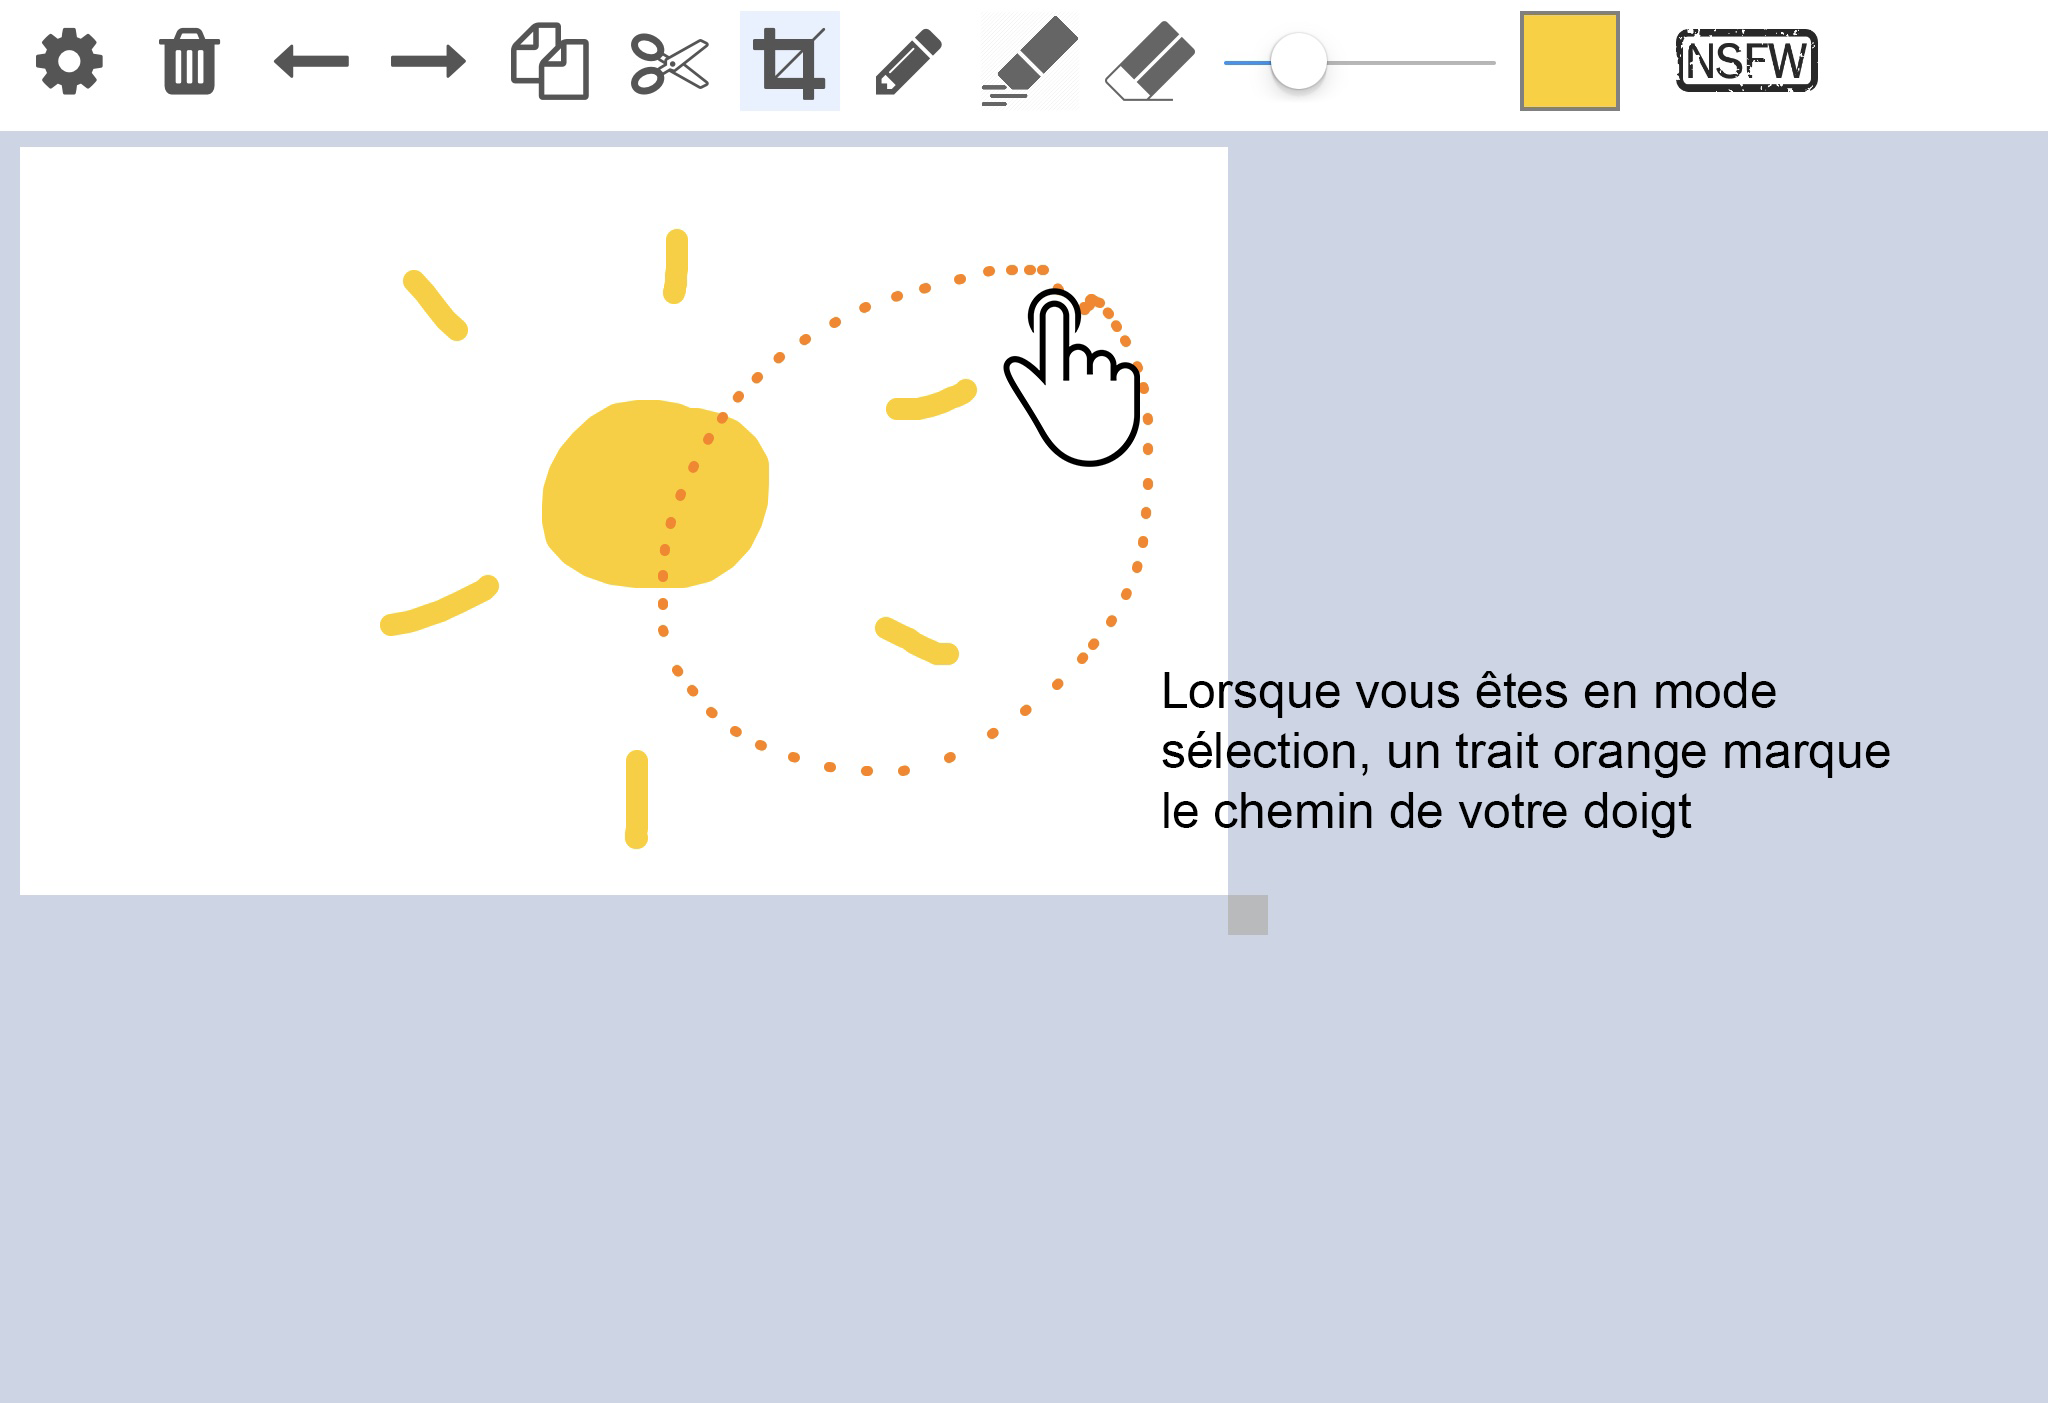 NSFW
Lorsque vous êtes en mode
sélection, un trait orange marque
le chemin de votre doigt